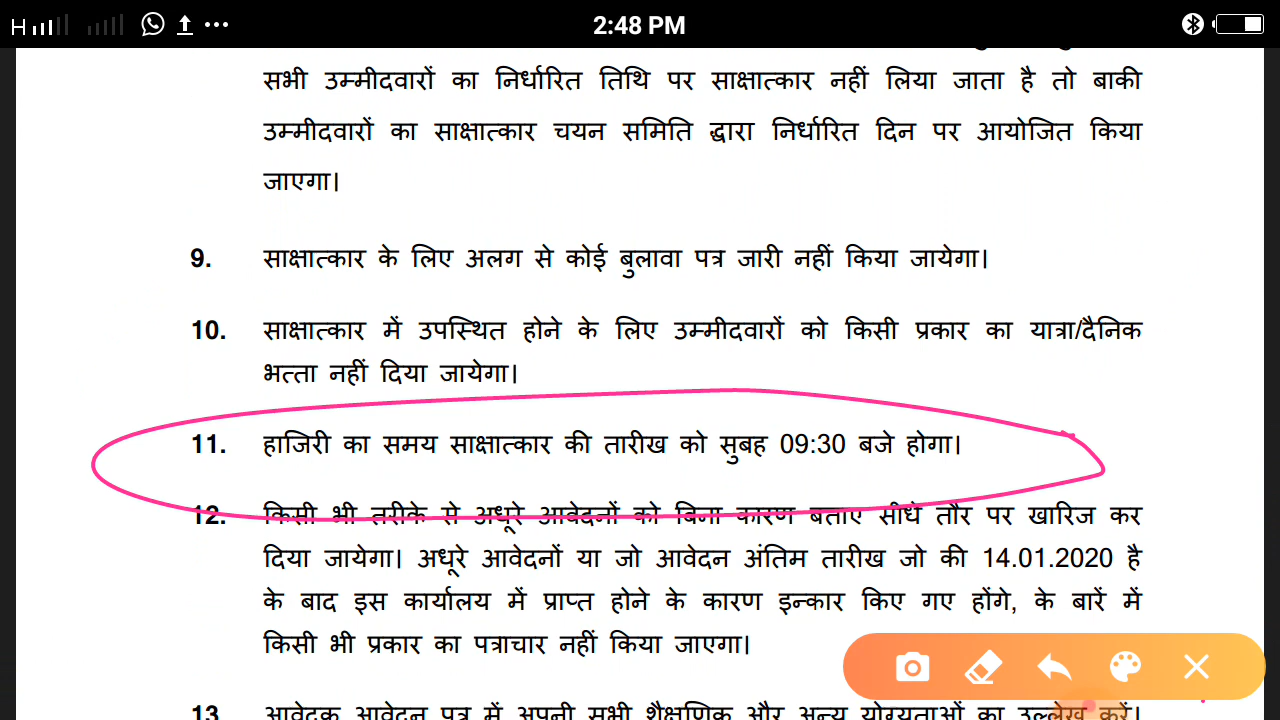 H 2:48 PM
सभी उम्मीदवारों का निर्धारित तिथि पर साक्षात्कार नहीं लिया जाता है तो बाकी
उम्मीदवारों का साक्षात्कार चयन समिति द्वारा निर्धारित दिन पर आयोजित किया
जाएगा।
9. साक्षात्कार के लिए अलग से कोई बुलावा पत्र जारी नहीं किया जायेगा।
10. साक्षात्कार में उपस्थित होने के लिए उम्मीदवारों को किसी प्रकार का यात्रा/दैनिक
भत्ता नहीं दिया जायेगा।
11. हाजिरी का समय साक्षात्कार की तारीख को सुबह 09:30 बजे होगा।
12. किसी भी तरीके से अधूरे आवेदनों को बिना कारण बताए सीधे तौर पर खारिज कर
दिया जायेगा। अधूरे आवेदनों या जो आवेदन अंतिम तारीख जो की 14.01.2020 है
के बाद इस कार्यालय में प्राप्त होने के कारण इन्कार किए गए होंगे, के बारें में
किसी भी प्रकार का पत्राचार नहीं किया जाएगा।
13 आवेदक आवेदन पत्र में अपनी सभी शैक्षणिक और अन्य योग्यताओं का उल्लेख करें।